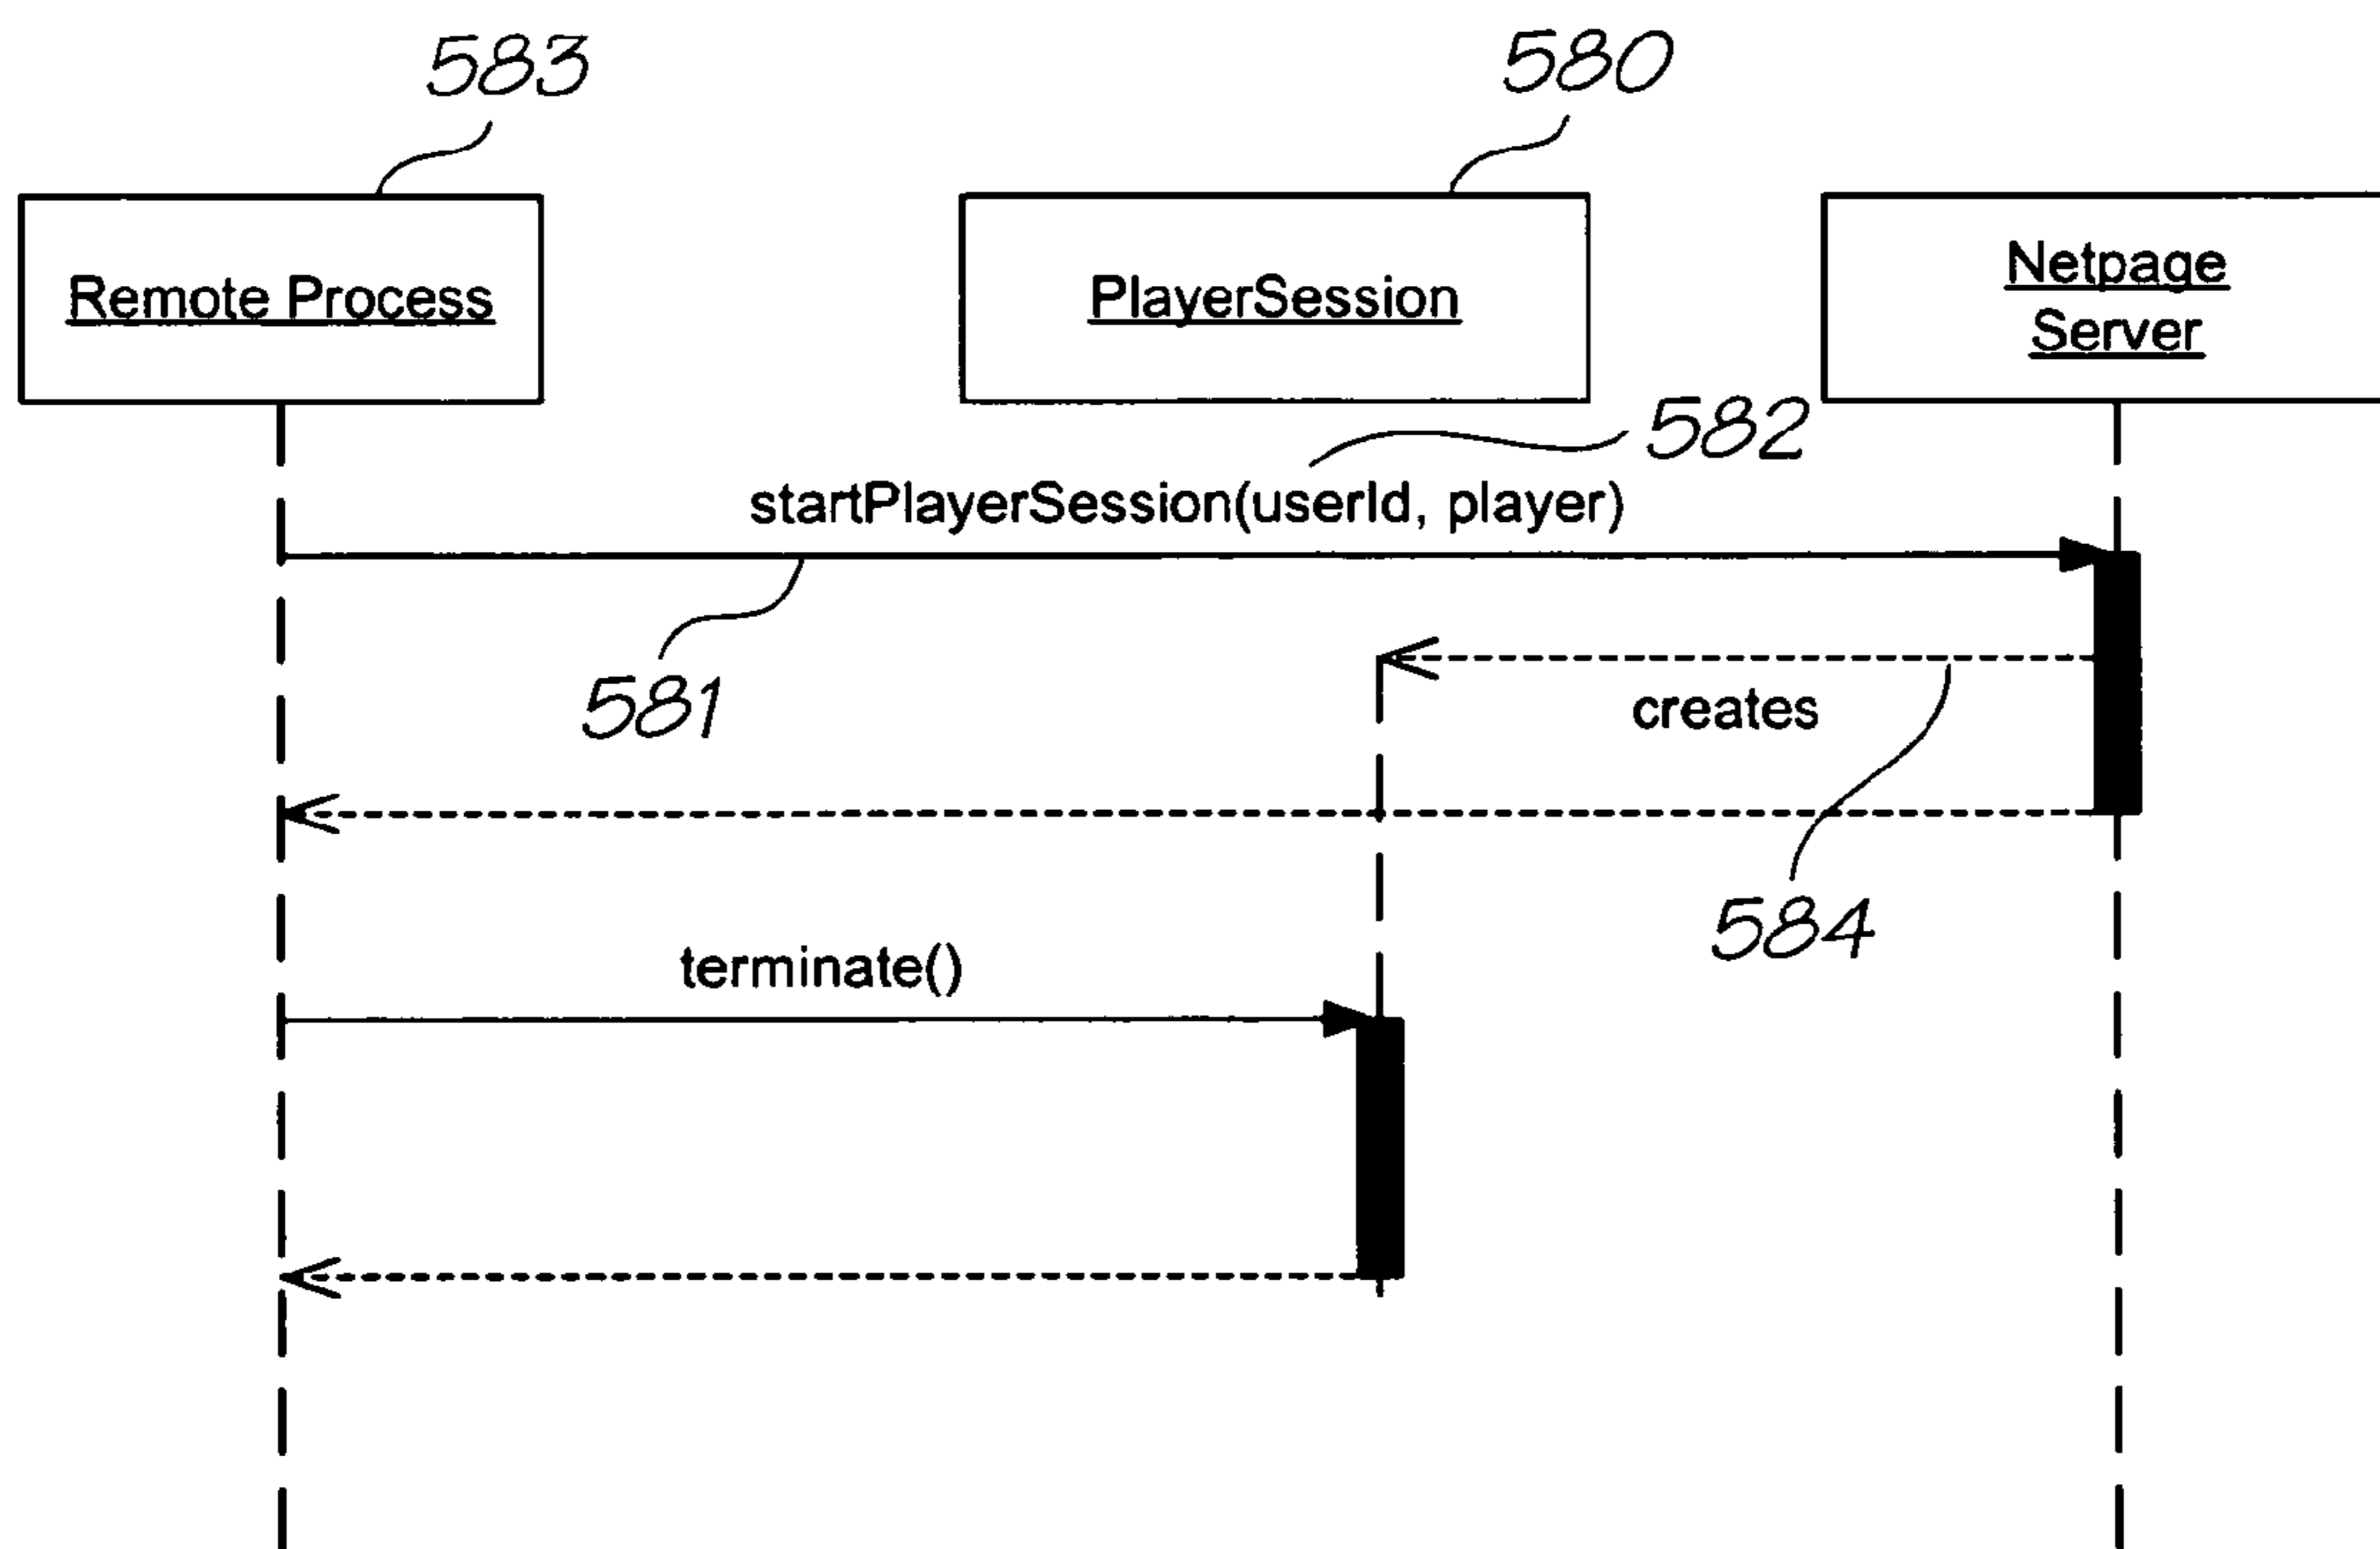 583
580
Remote Process
PlayerSession
Netpage
Server
582
startPlayerSession(userId, player)
581
creates
584
terminate()